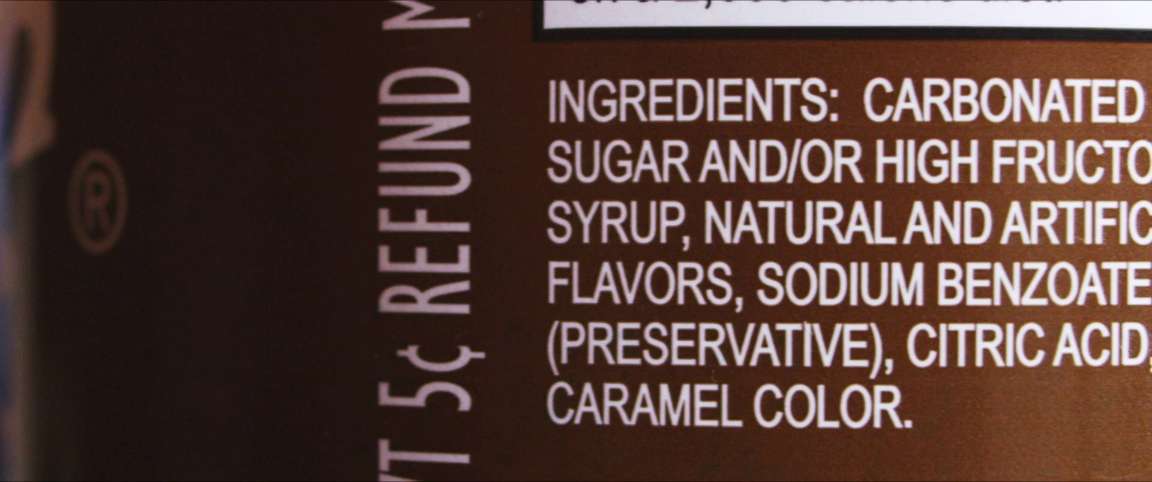 INGREDIENTS: CARBONATED
SUGAR AND/OR HIGH FRUCTO
SYRUP, NATURAL AND ARTIFIC
FLAVORS, SODIUM BENZOATE
(PRESERVATIVE), CITRIC ACID,
CARAMEL COLOR.
VT 5¢ REFUND M
®